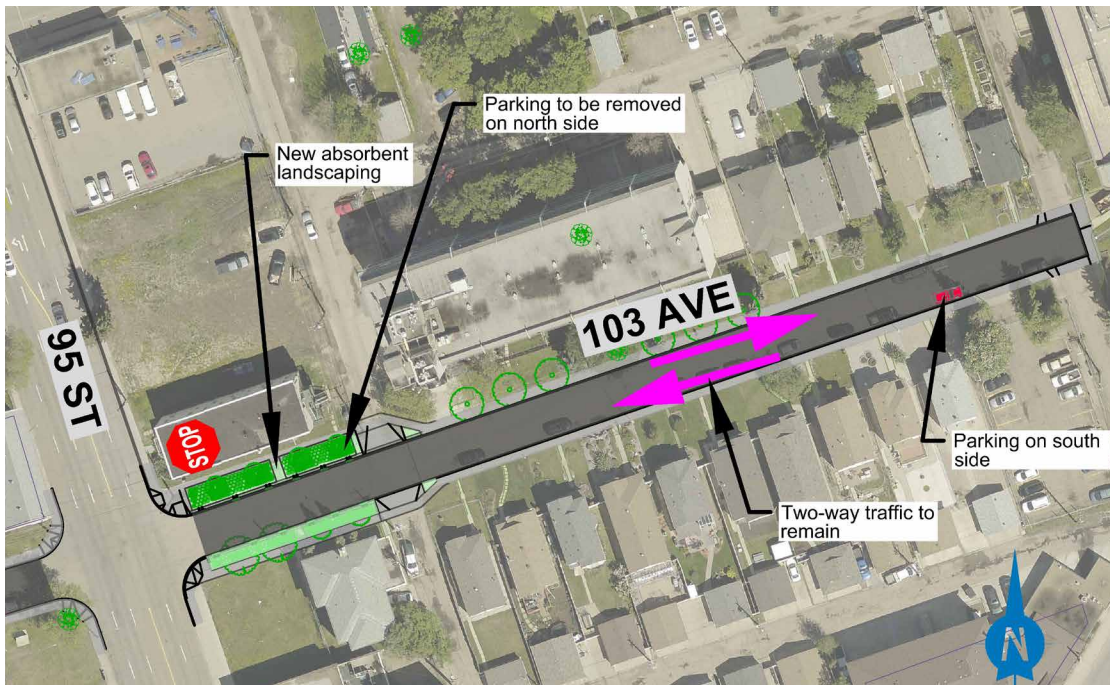 Parking to be removed
on north side
New absorbent
landscaping
103 AVE
95 ST
STOP
Parking on south
side
Two-way traffic to
remain
N